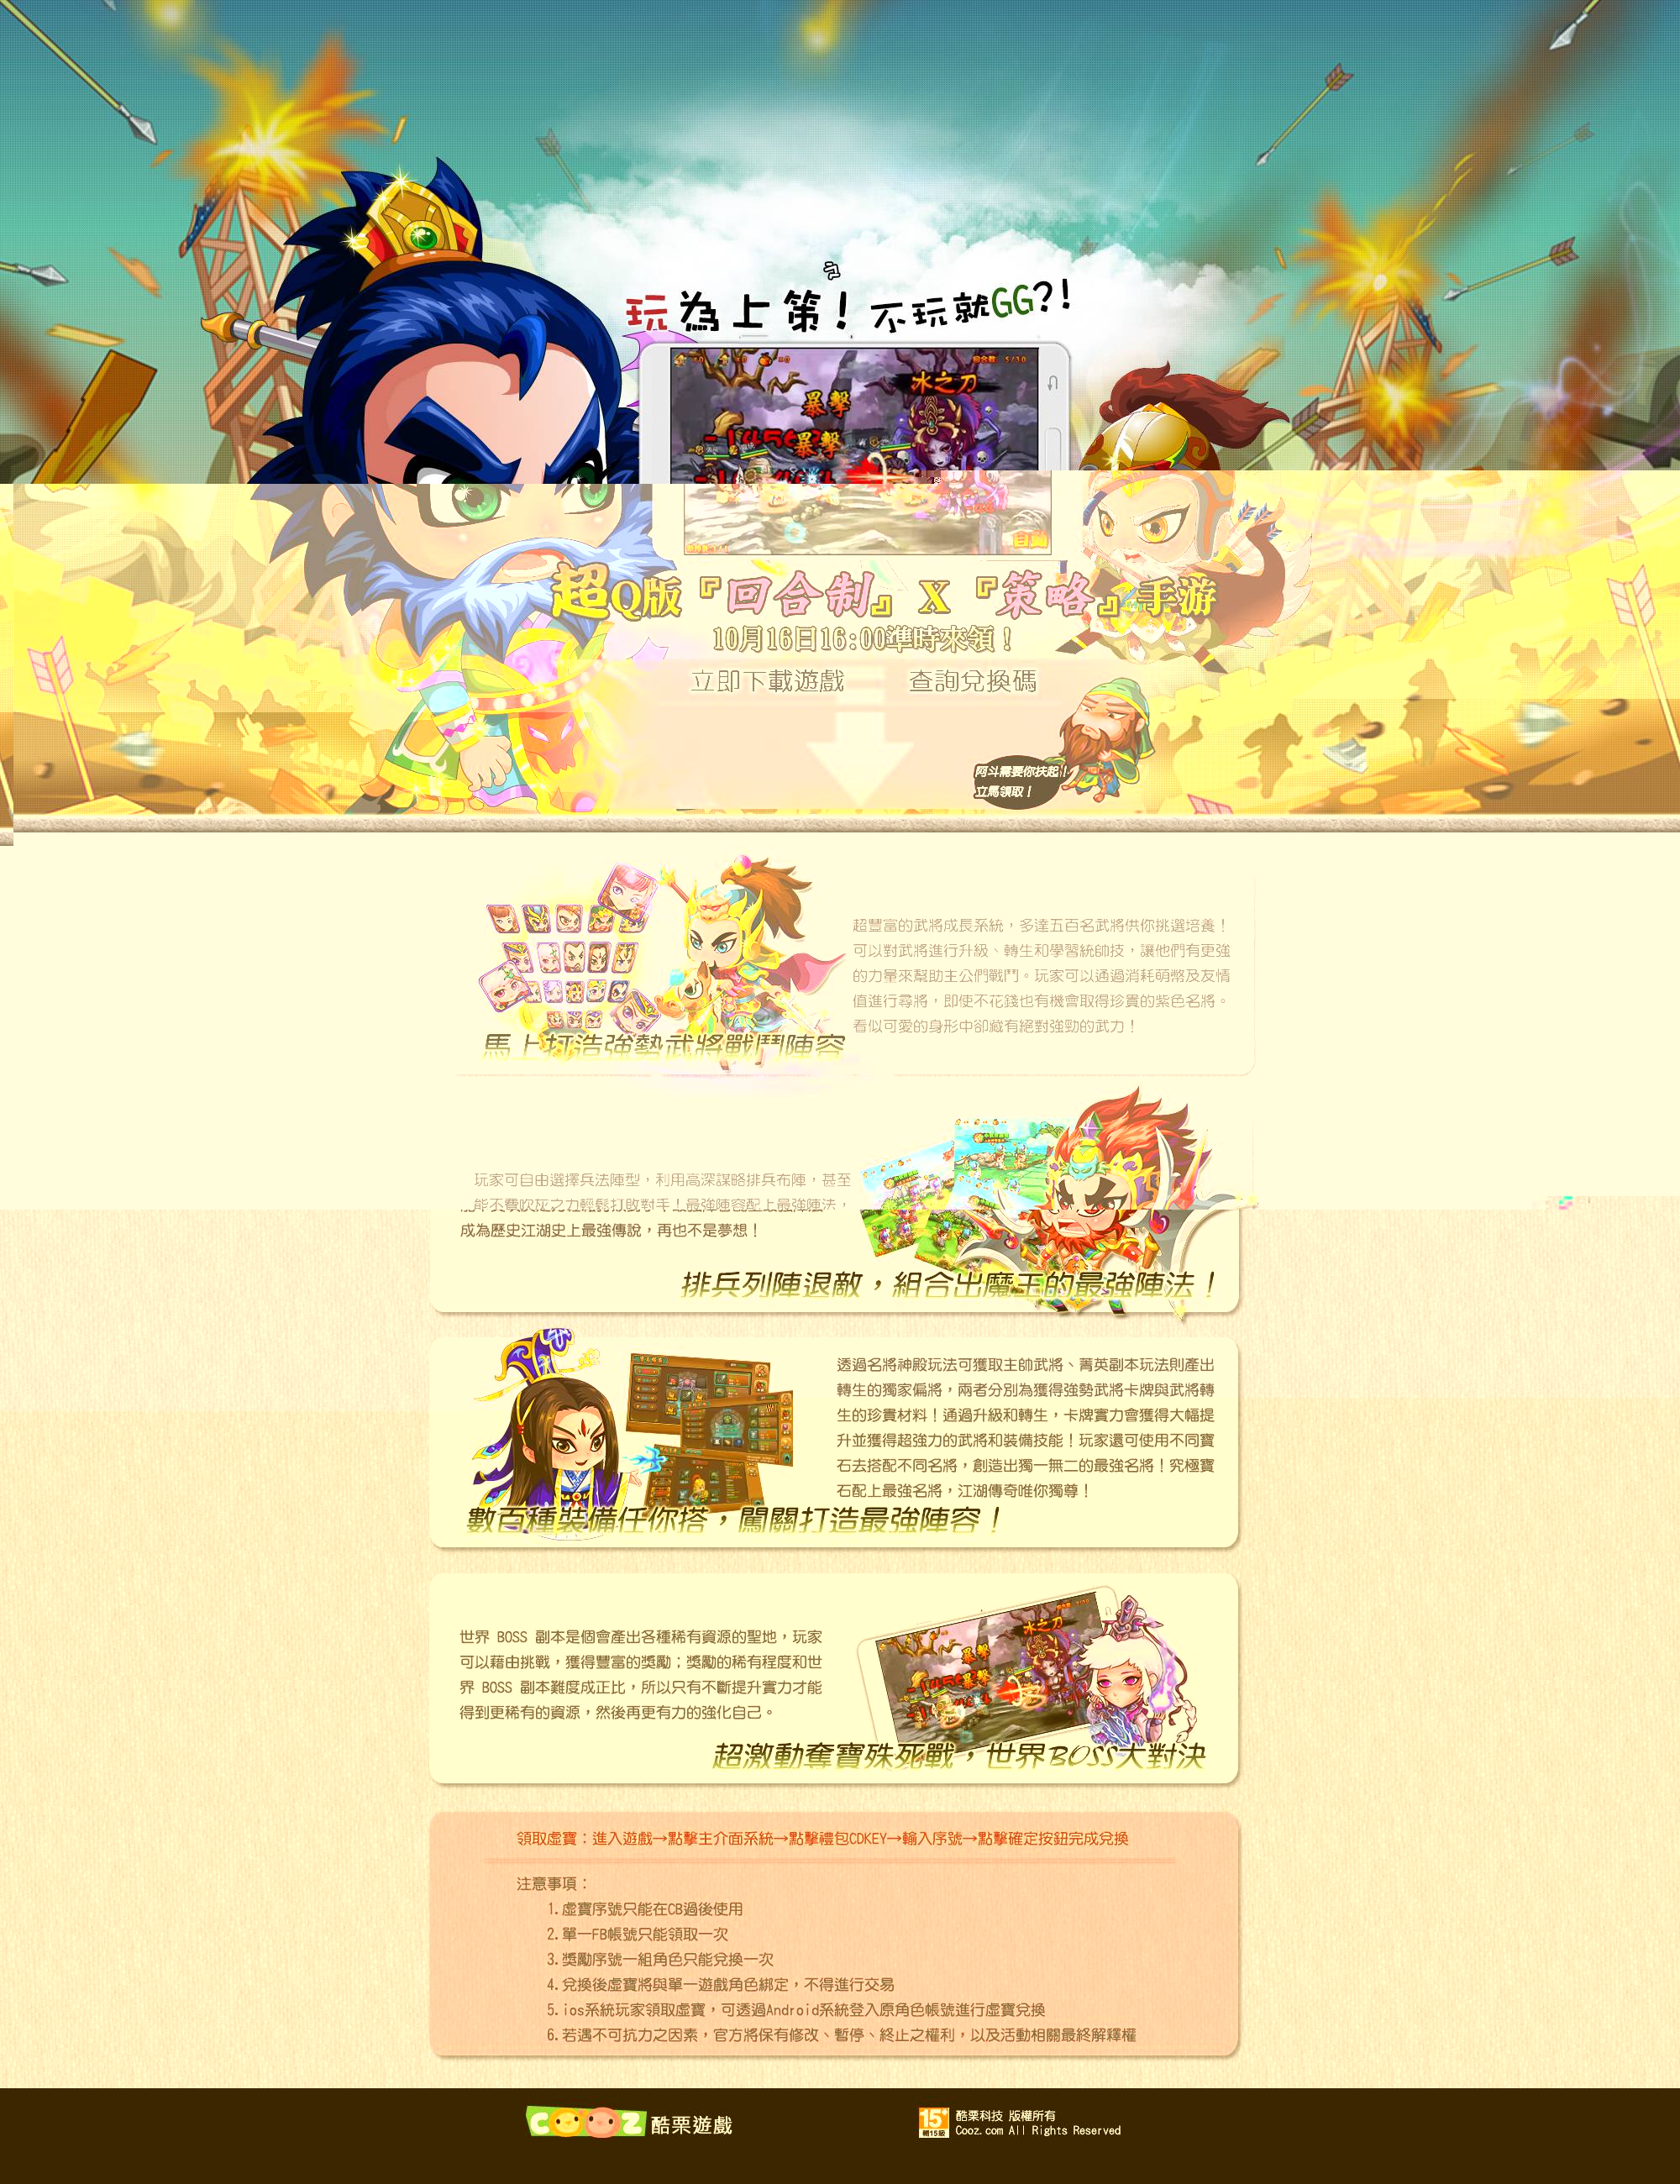 玩為上策!不玩就GG?!
冰之刀
暴擊
暴擊
自動
超Q版『回合制』X『策略』手游
10月16日16:00準時來領!
立即下載遊戲 查詢兌換碼
阿斗需要你扶起!
立馬領取!
超豐富的武將成長系統,多達五百名武將供你挑選培養!
可以對武將進行升級、轉生和學習統帥技,讓他們有更強
的力量來幫助主公們戰鬥。玩家可以通過消耗萌幣及友情
值進行尋將,即使不花錢也有機會取得珍貴的紫色名將。
看似可愛的身形中卻藏有絕對強勁的武力!
馬上打造強勢武將戰鬥陣容
玩家可自由選擇兵法陣型,利用高深謀略排兵布陣,甚至
能不費吹灰之力輕鬆打敗對手!最強陣容配上最強陣法,
成為歷史江湖史上最強傳說,再也不是夢想!
排兵列陣退敵,組合出魔王的最強陣法!
透過名將神殿玩法可獲取主帥武將、菁英副本玩法則產出
轉生的獨家偏將,兩者分別為獲得強勢武將卡牌與武將轉
生的珍貴材料!通過升級和轉生,卡牌實力會獲得大幅提
升並獲得超強力的武將和裝備技能!玩家還可使用不同寶
石去搭配不同名將,創造出獨一無二的最強名將!究極寶
石配上最強名將,江湖傳奇唯你獨尊!
數百種裝備任你搭,闖關打造最強陣容!
世界 BOSS 副本是個會產出各種稀有資源的聖地,玩家
可以藉由挑戰,獲得豐富的獎勵;獎勵的稀有程度和世
界 BOSS 副本難度成正比,所以只有不斷提升實力才能
得到更稀有的資源,然後再更有力的強化自己。
冰之刀
暴擊
暴擊
超激動奪寶殊死戰,世界BOSS大對決
領取虛寶:進入遊戲→點擊主介面系統→點擊禮包CDKEY→輸入序號→點擊確定按鈕完成兌換
注意事項:
1.虛寶序號只能在CB過後使用
2.單一FB帳號只能領取一次
3.獎勵序號一組角色只能兌換一次
4.兌換後虛寶將與單一遊戲角色綁定,不得進行交易
5.ios系統玩家領取虛寶,可透過Android系統登入原角色帳號進行虛寶兌換
6.若遇不可抗力之因素,官方將保有修改、暫停、終止之權利,以及活動相關最終解釋權
COOOZ 酷栗遊戲
15+
輔15級
酷栗科技 版權所有
Cooz.com All Rights Reserved